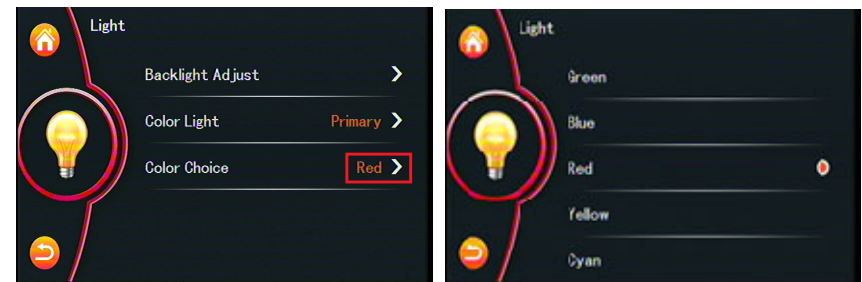 Light
Backlight Adjust
Color Light Primary
Color Choice Red
Light
Green
Blue
Red
Yellow
Cyan